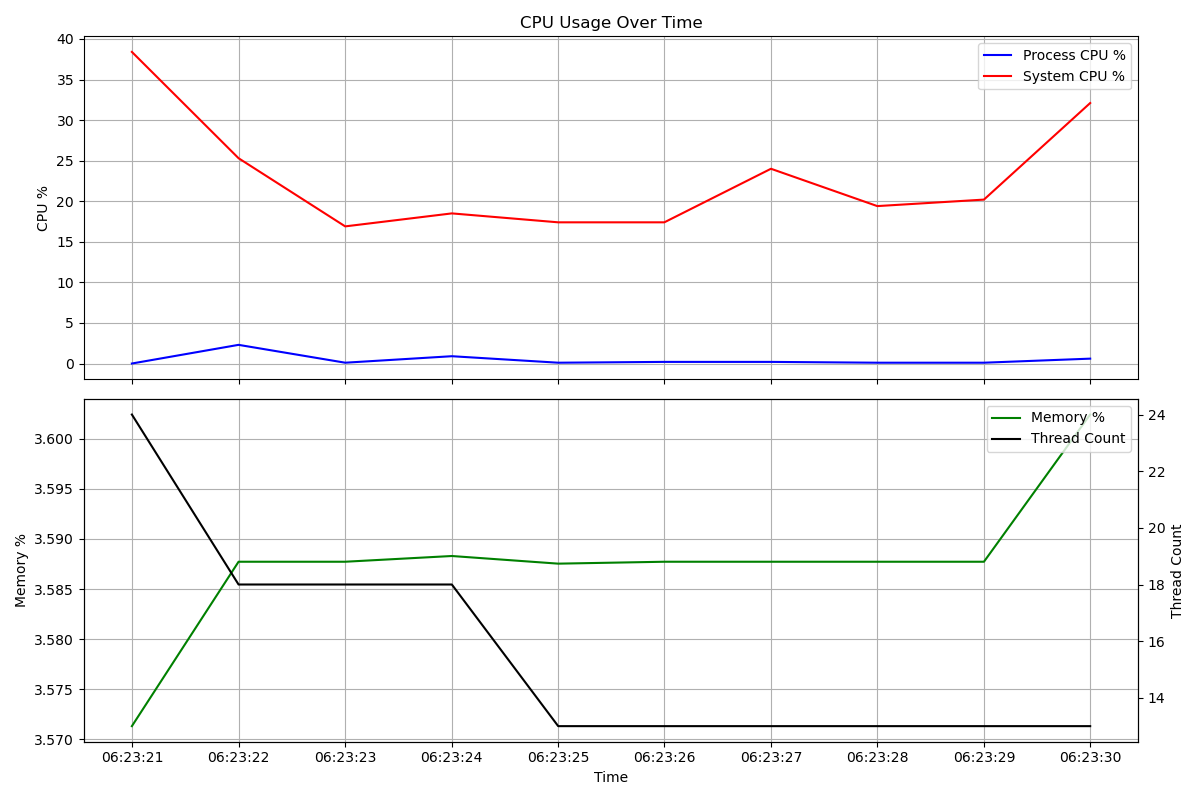 CPU Usage Over Time
40
35
30
25
20
15
10
5
0
CPU %
Process CPU %
System CPU %
3.600
3.595
3.590
3.585
3.580
3.575
3.570
Memory %
Memory %
Thread Count
24
22
20
18
16
14
Thread Count
06:23:21 06:23:22 06:23:23 06:23:24 06:23:25 06:23:26 06:23:27 06:23:28 06:23:29 06:23:30
Time